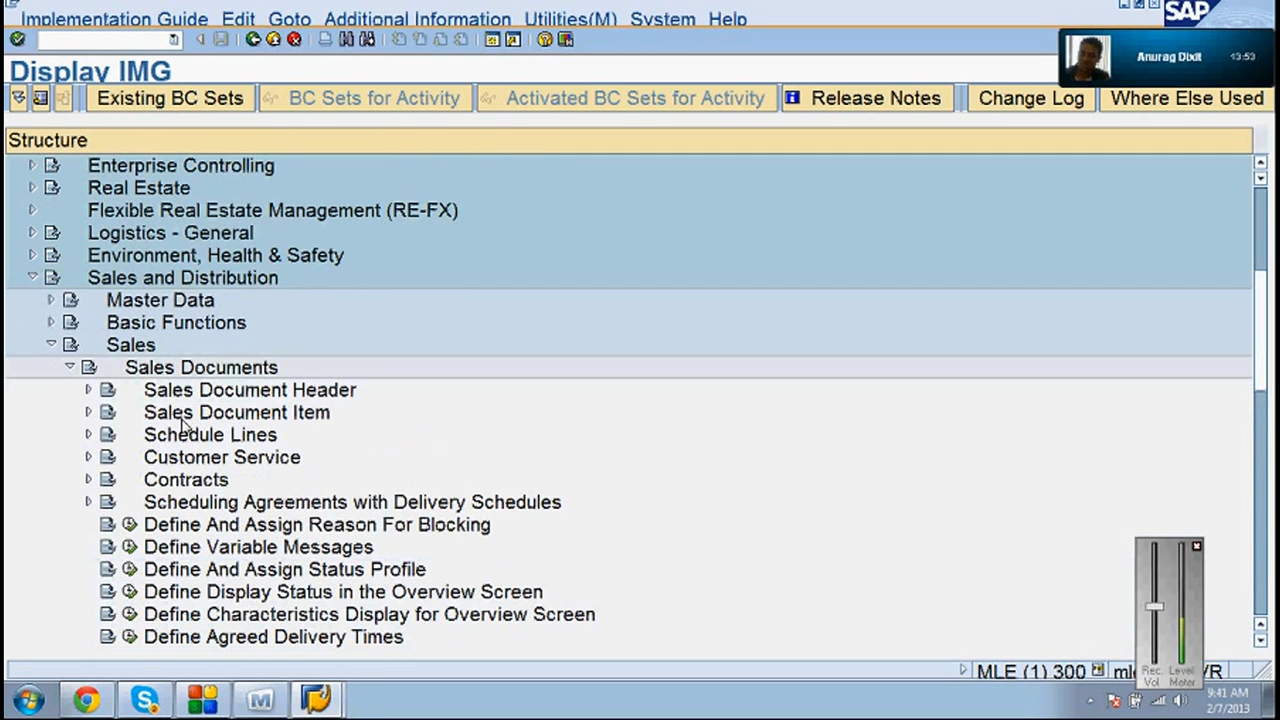 Implementation Guide Edit Goto Additional Information Utilities(M) System Help
SAP
Anurag Dixit 13:53
Display IMG
Existing BC Sets BC Sets for Activity Activated BC Sets for Activity Release Notes Change Log Where Else Used
Structure
Enterprise Controlling
Real Estate
Flexible Real Estate Management (RE-FX)
Logistics - General
Environment, Health & Safety
Sales and Distribution
Master Data
Basic Functions
Sales
Sales Documents
Sales Document Header
Sales Document Item
Schedule Lines
Customer Service
Contracts
Scheduling Agreements with Delivery Schedules
Define And Assign Reason For Blocking
Define Variable Messages
Define And Assign Status Profile
Define Display Status in the Overview Screen
Define Characteristics Display for Overview Screen
Define Agreed Delivery Times
MLE (1) 300
Rec. Vol Level Meter
9:41 AM
2/7/2013